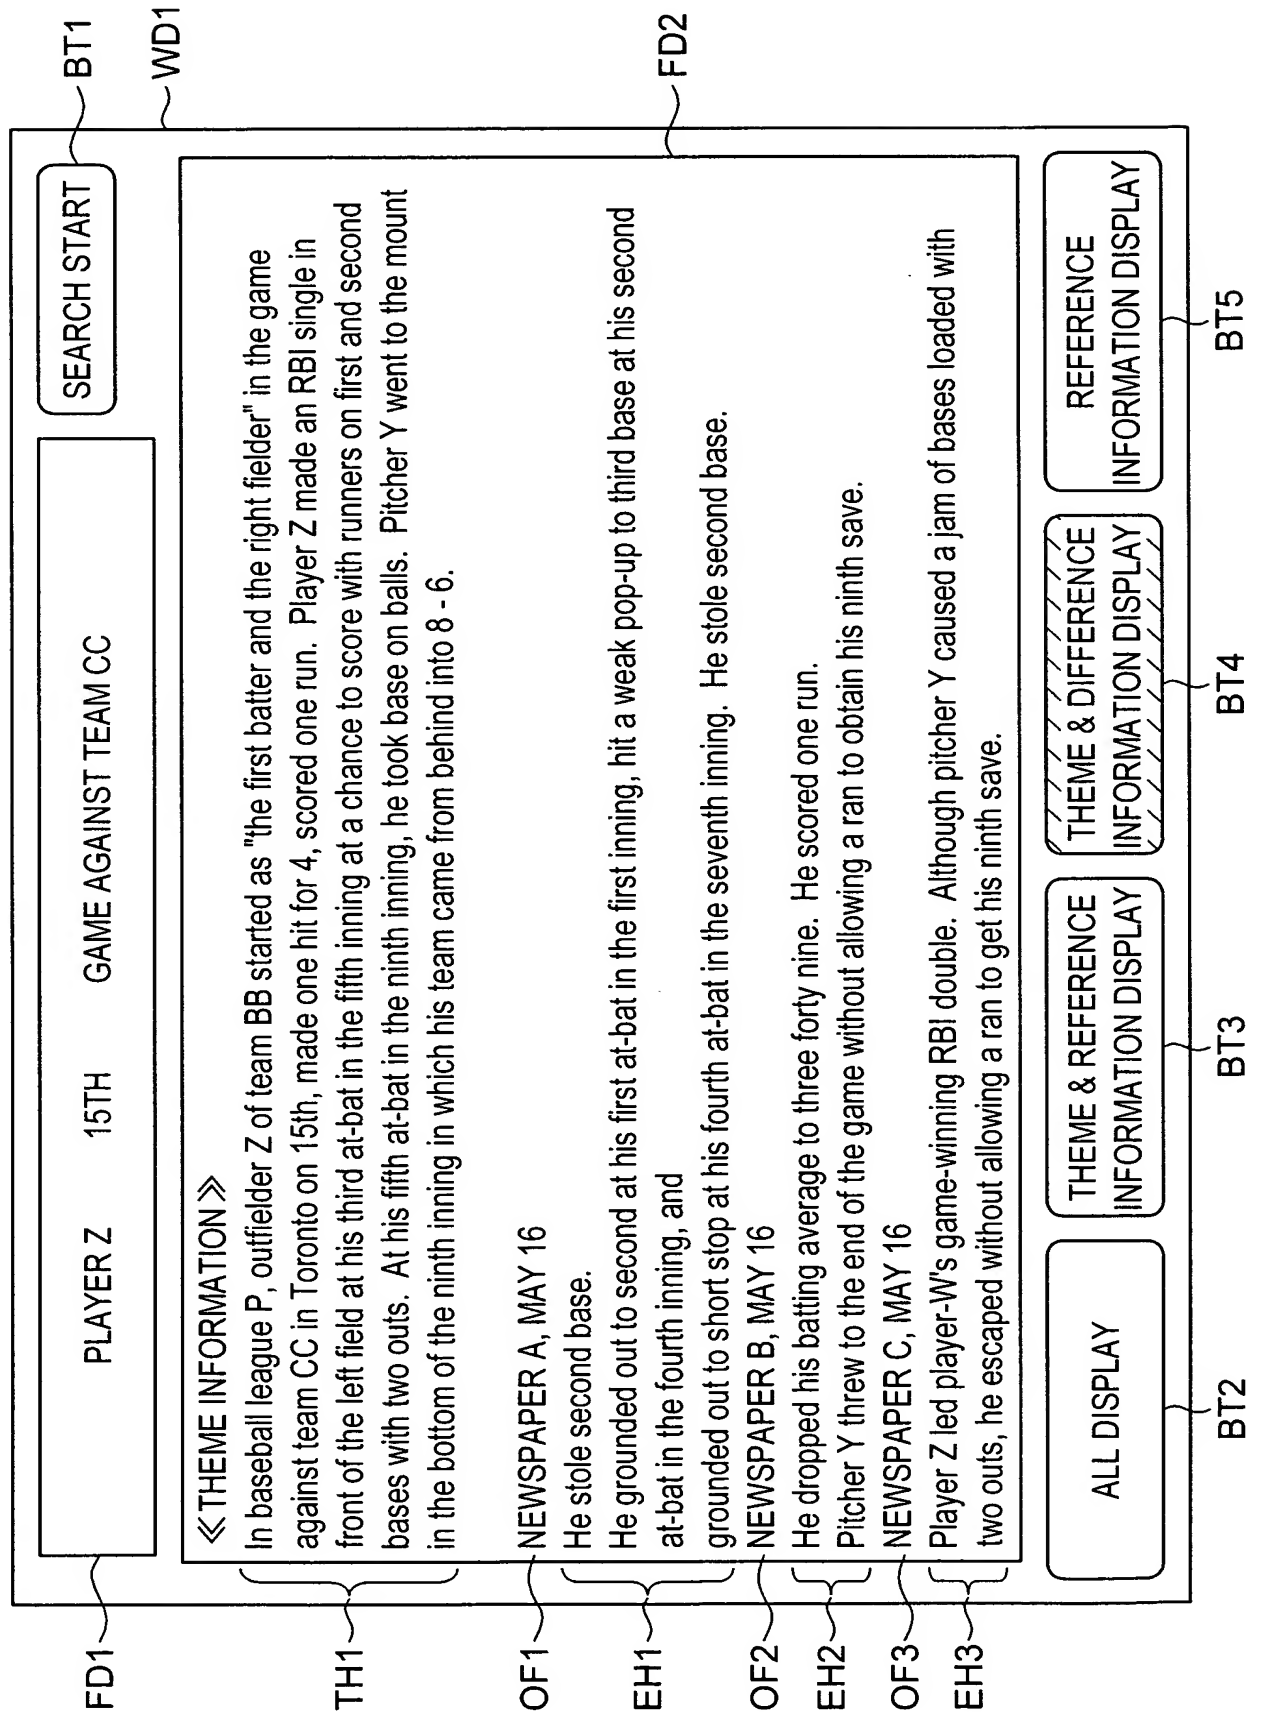 FD1
PLAYER Z 15TH GAME AGAINST TEAM CC
SEARCH START
BT1
WD1
≪THEME INFORMATION≫
TH1
In baseball league P, outfielder Z of team BB started as "the first batter and the right fielder" in the game
against team CC in Toronto on 15th, made one hit for 4, scored one run. Player Z made an RBI single in
front of the left field at his third at-bat in the fifth inning at a chance to score with runners on first and second
bases with two outs. At his fifth at-bat in the ninth inning, he took base on balls. Pitcher Y went to the mount
in the bottom of the ninth inning in which his team came from behind into 8 - 6.
FD2
OF1
NEWSPAPER A, MAY 16
EH1
He stole second base.
He grounded out to second at his first at-bat in the first inning, hit a weak pop-up to third base at his second
at-bat in the fourth inning, and
grounded out to short stop at his fourth at-bat in the seventh inning. He stole second base.
OF2
NEWSPAPER B, MAY 16
EH2
He dropped his batting average to three forty nine. He scored one run.
Pitcher Y threw to the end of the game without allowing a ran to obtain his ninth save.
OF3
NEWSPAPER C, MAY 16
EH3
Player Z led player-W's game-winning RBI double. Although pitcher Y caused a jam of bases loaded with
two outs, he escaped without allowing a ran to get his ninth save.
ALL DISPLAY
THEME & REFERENCE
INFORMATION DISPLAY
THEME & DIFFERENCE
INFORMATION DISPLAY
REFERENCE
INFORMATION DISPLAY
BT2
BT3
BT4
BT5